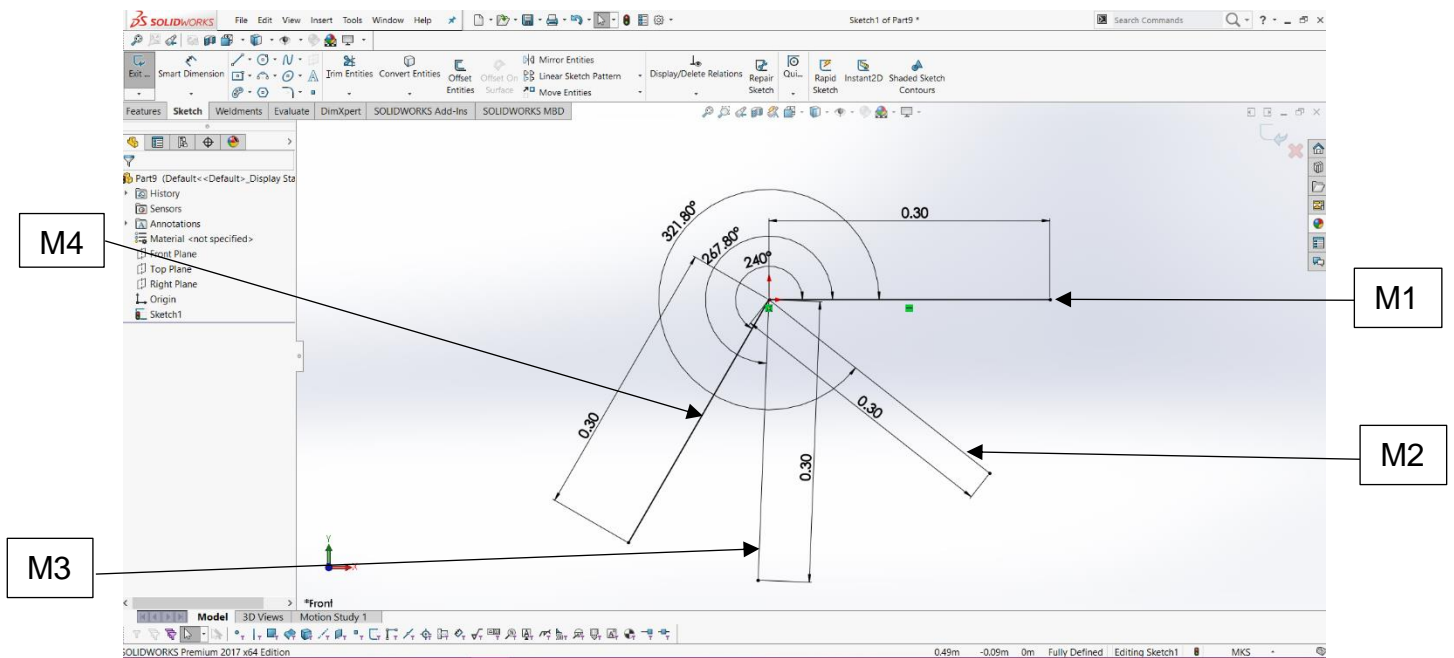 SOLIDWORKS File Edit View Insert Tools Window Help Sketch1 of Part9 * Search Commands
Exit ... Smart Dimension Trim Entities Convert Entities Offset Entities Offset On Surface Mirror Entities Linear Sketch Pattern Move Entities Display/Delete Relations Repair Sketch Qui... Rapid Sketch Instant2D Shaded Sketch Contours
Features Sketch Weldments Evaluate DimXpert SOLIDWORKS Add-Ins SOLIDWORKS MBD
Part9 (Default<<Default>_Display Sta
History
Sensors
Annotations
Material <not specified>
Front Plane
Top Plane
Right Plane
Origin
Sketch1
M4
M3
M1
M2
321.80°
267.80°
240°
0.30
0.30
0.30
0.30
Y
X
*Front
Model 3D Views Motion Study 1
SOLIDWORKS Premium 2017 x64 Edition 0.49m -0.09m 0m Fully Defined Editing Sketch1 MKS